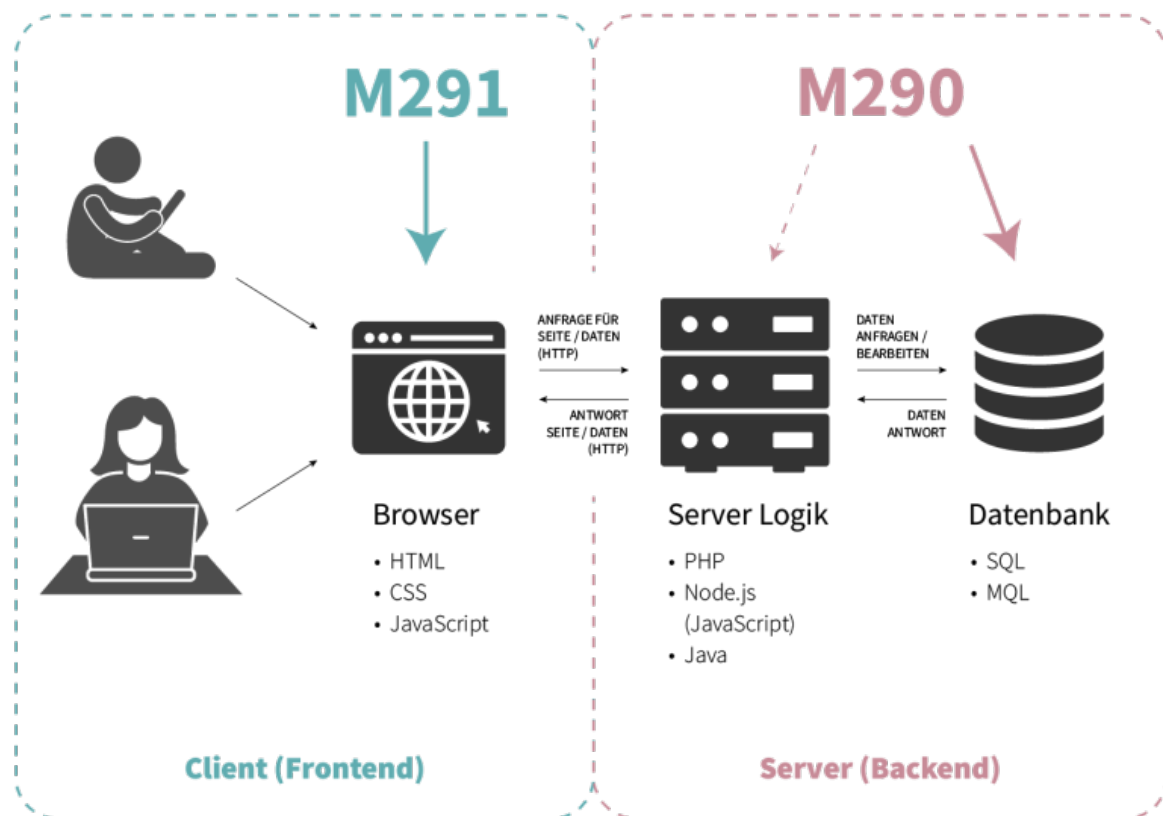 M291
M290
ANFRAGE FÜR
SEITE / DATEN
(HTTP)
ANTWORT
SEITE / DATEN
(HTTP)
DATEN
ANFRAGEN /
BEARBEITEN
DATEN
ANTWORT
Browser
• HTML
• CSS
• JavaScript
Server Logik
• PHP
• Node.js
(JavaScript)
• Java
Datenbank
• SQL
• MQL
Client (Frontend)
Server (Backend)